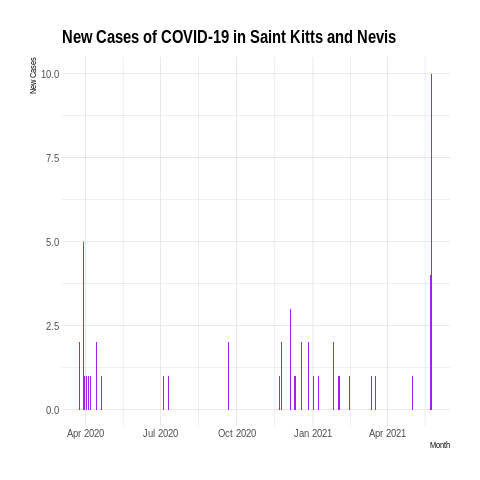 New Cases of COVID-19 in Saint Kitts and Nevis
New Cases
10.0
7.5
5.0
2.5
0.0
Apr 2020 Jul 2020 Oct 2020 Jan 2021 Apr 2021
Month